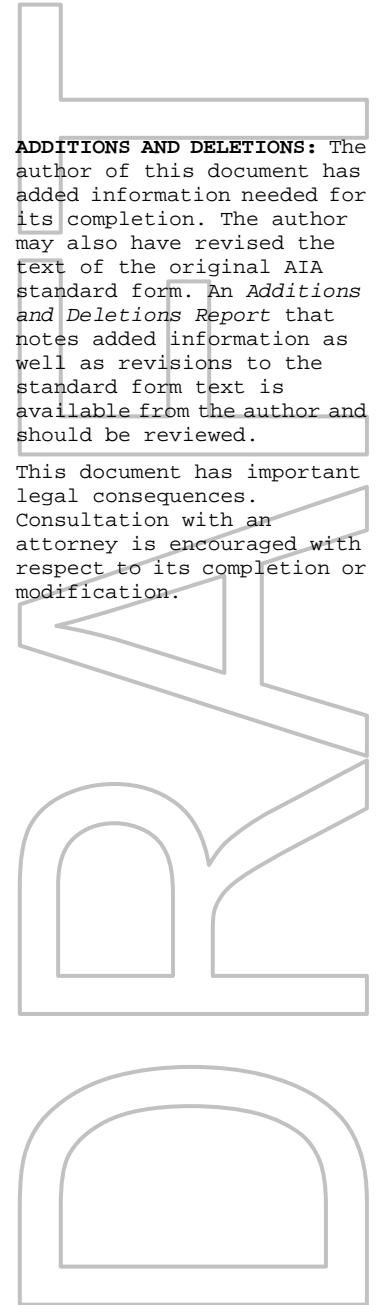 ADDITIONS AND DELETIONS: The
author of this document has
added information needed for
its completion. The author
may also have revised the
text of the original AIA
standard form. An Additions
and Deletions Report that
notes added information as
well as revisions to the
standard form text is
available from the author and
should be reviewed.
This document has important
legal consequences.
Consultation with an
attorney is encouraged with
respect to its completion or
modification.
DRAFT